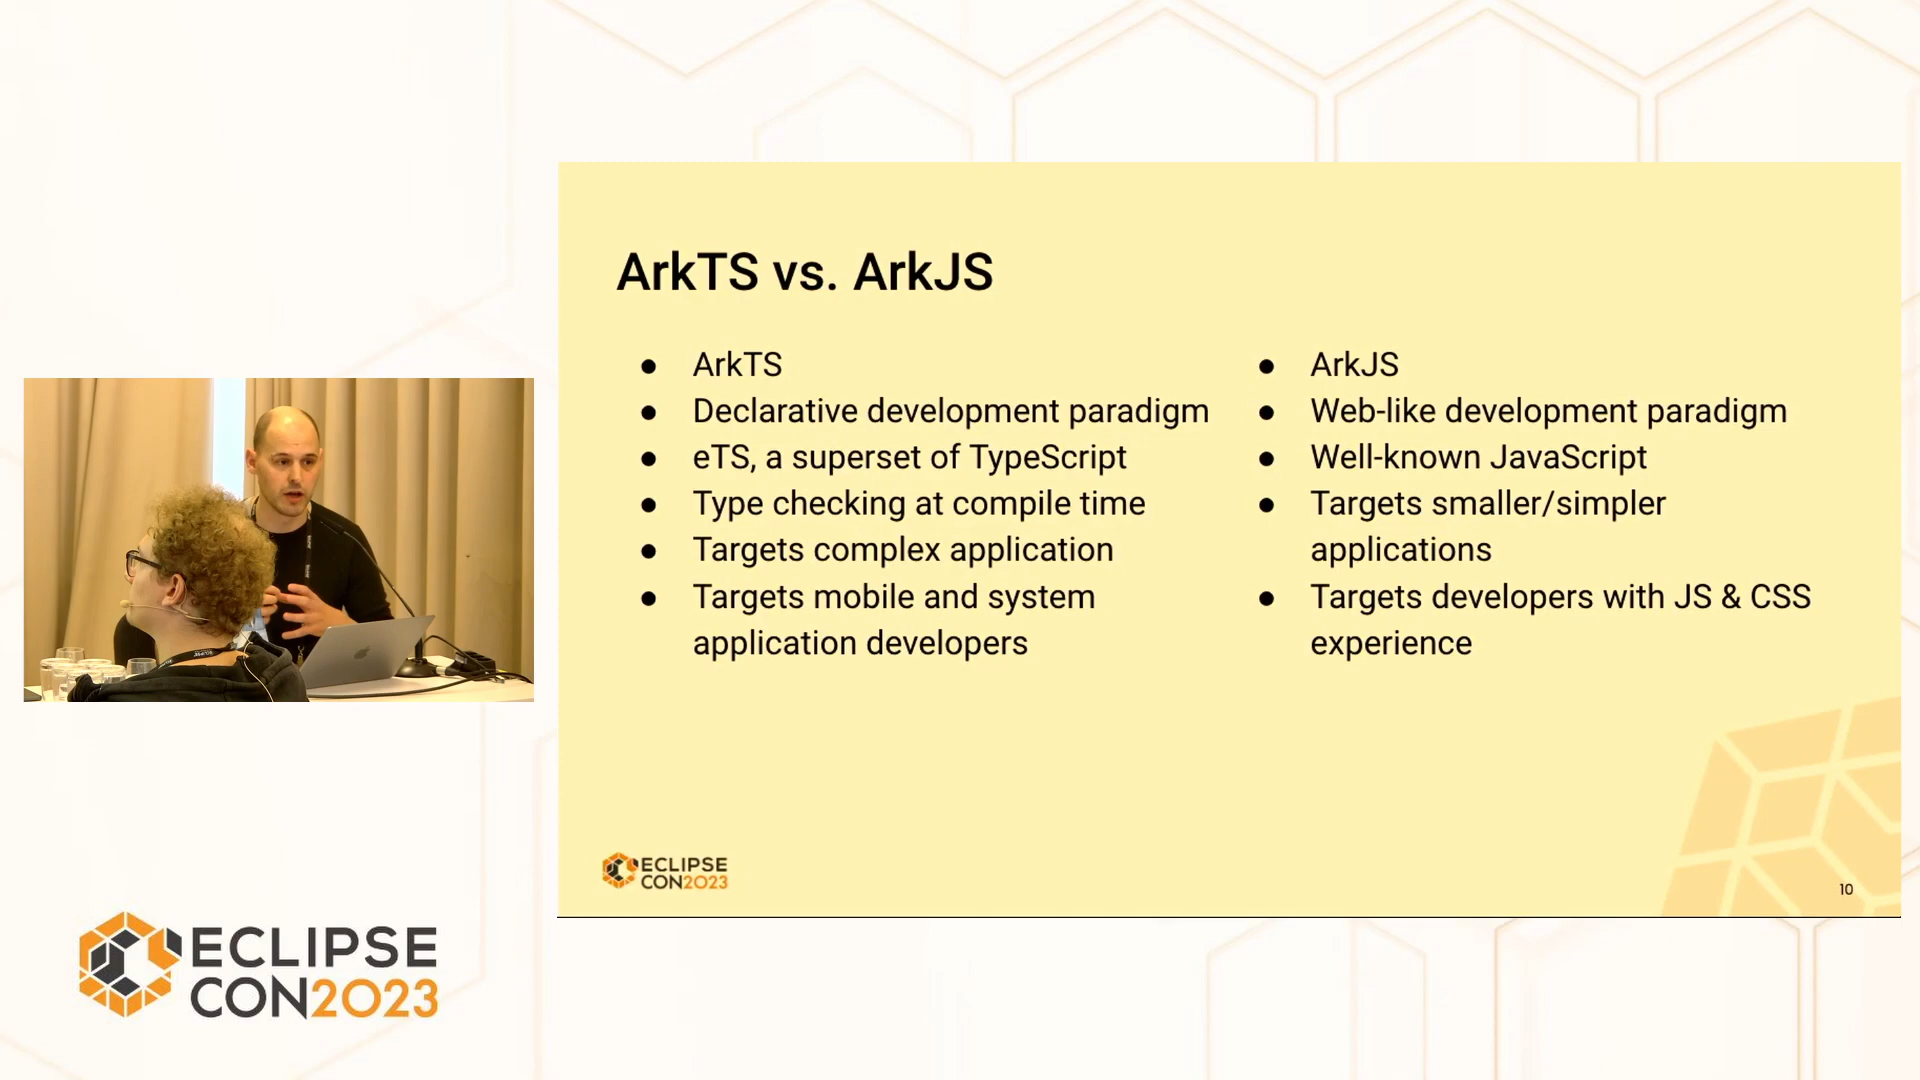 ArkTS vs. ArkJS
● ArkTS
● Declarative development paradigm
● eTS, a superset of TypeScript
● Type checking at compile time
● Targets complex application
● Targets mobile and system
application developers
● ArkJS
● Web-like development paradigm
● Well-known JavaScript
● Targets smaller/simpler
applications
● Targets developers with JS & CSS
experience
ECLIPSE
CON2023
10
ECLIPSE
CON2023